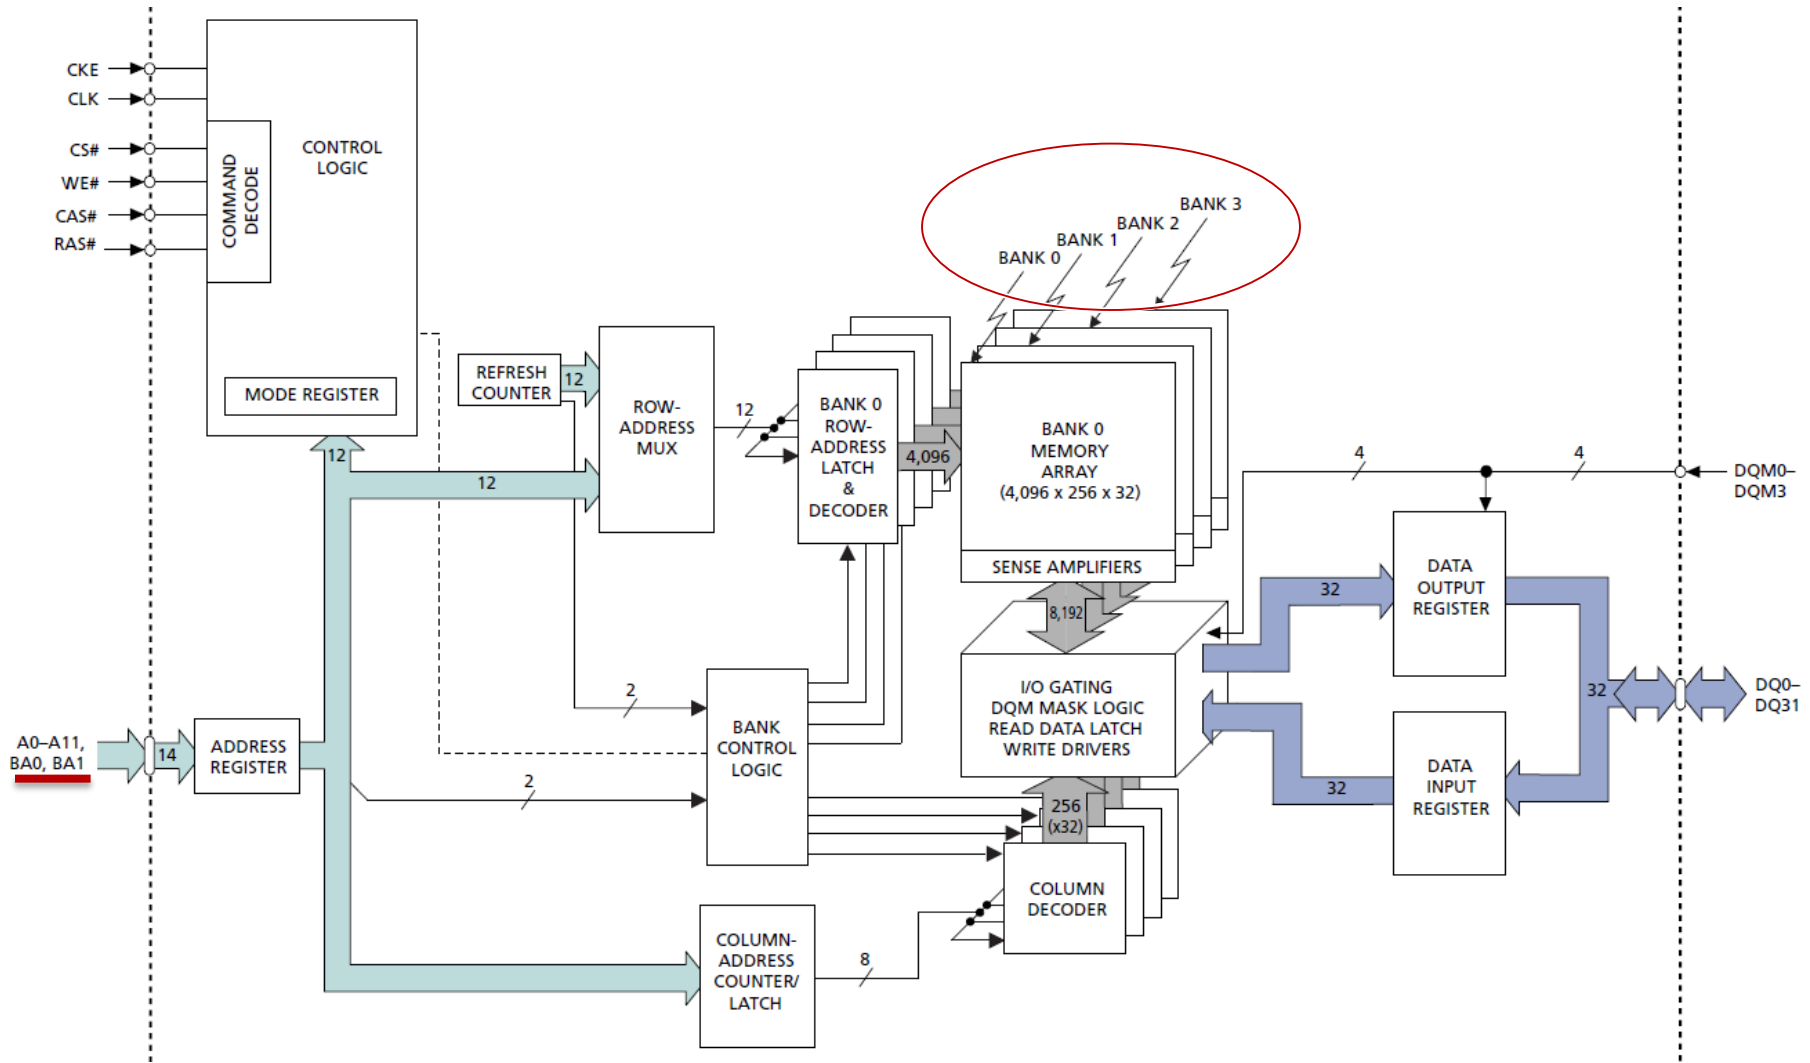 CKE
CLK
CS#
WE#
CAS#
RAS#
COMMAND
DECODE
CONTROL
LOGIC
MODE REGISTER
12
REFRESH
COUNTER
12
12
ROW-
ADDRESS
MUX
12
BANK 0
ROW-
ADDRESS
LATCH
&
DECODER
4,096
BANK 0
BANK 1
BANK 2
BANK 3
BANK 0
MEMORY
ARRAY
(4,096 x 256 x 32)
SENSE AMPLIFIERS
8,192
I/O GATING
DQM MASK LOGIC
READ DATA LATCH
WRITE DRIVERS
256
(x32)
COLUMN
DECODER
A0–A11,
BA0, BA1
14
ADDRESS
REGISTER
2
2
BANK
CONTROL
LOGIC
COLUMN-
ADDRESS
COUNTER/
LATCH
8
4
4
DQM0–
DQM3
32
DATA
OUTPUT
REGISTER
32
DQ0–
DQ31
32
DATA
INPUT
REGISTER